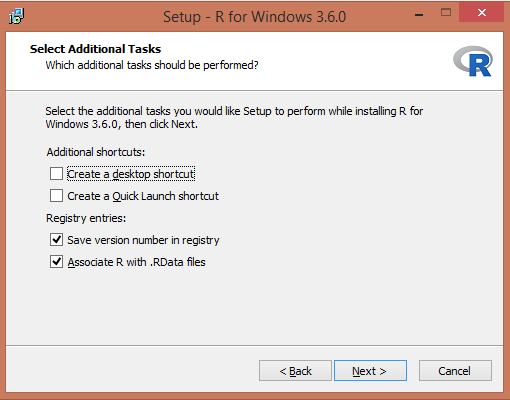 Setup - R for Windows 3.6.0
Select Additional Tasks
Which additional tasks should be performed?
R
Select the additional tasks you would like Setup to perform while installing R for
Windows 3.6.0, then click Next.
Additional shortcuts:
Create a desktop shortcut
Create a Quick Launch shortcut
Registry entries:
Save version number in registry
Associate R with .RData files
< Back
Next >
Cancel